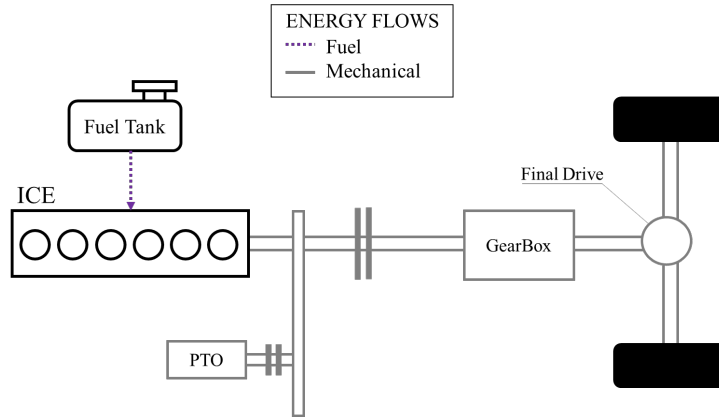 ENERGY FLOWS
Fuel
Mechanical
Fuel Tank
Final Drive
ICE
GearBox
PTO